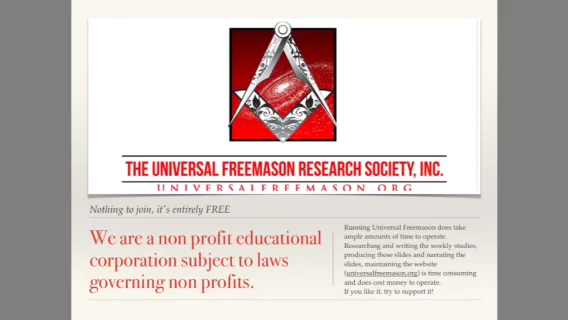 THE UNIVERSAL FREEMASON RESEARCH SOCIETY, INC.
UNIVERSALFREEMASON.ORG
Nothing to join, it's entirely FREE
We are a non profit educational
corporation subject to laws
governing non profits.
Running Universal Freemason does take
ample amounts of time to operate.
Researching and writing the weekly studies,
producing those slides and narrating the
slides, maintaining the website
(universalfreemason.org) is time consuming
and does cost money to operate.
If you like it, try to support it!